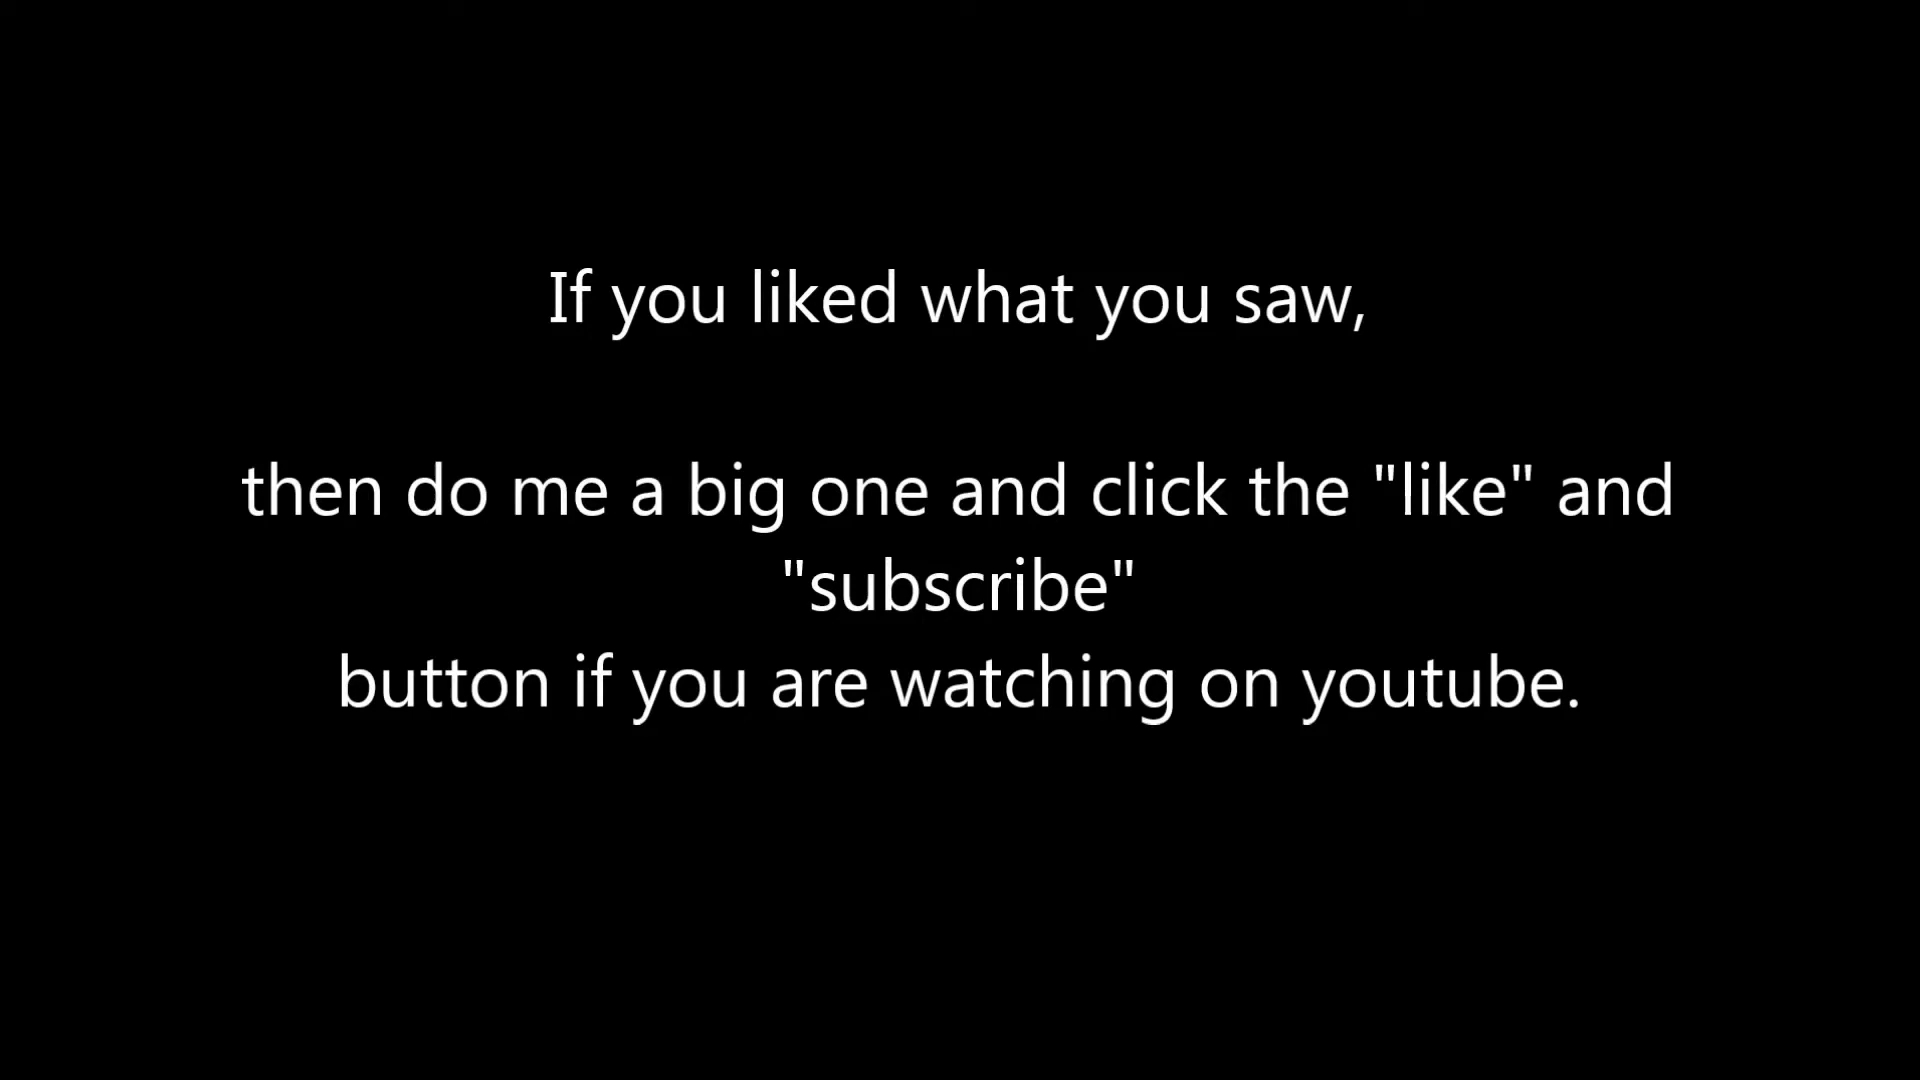 If you liked what you saw,
then do me a big one and click the "like" and
"subscribe"
button if you are watching on youtube.